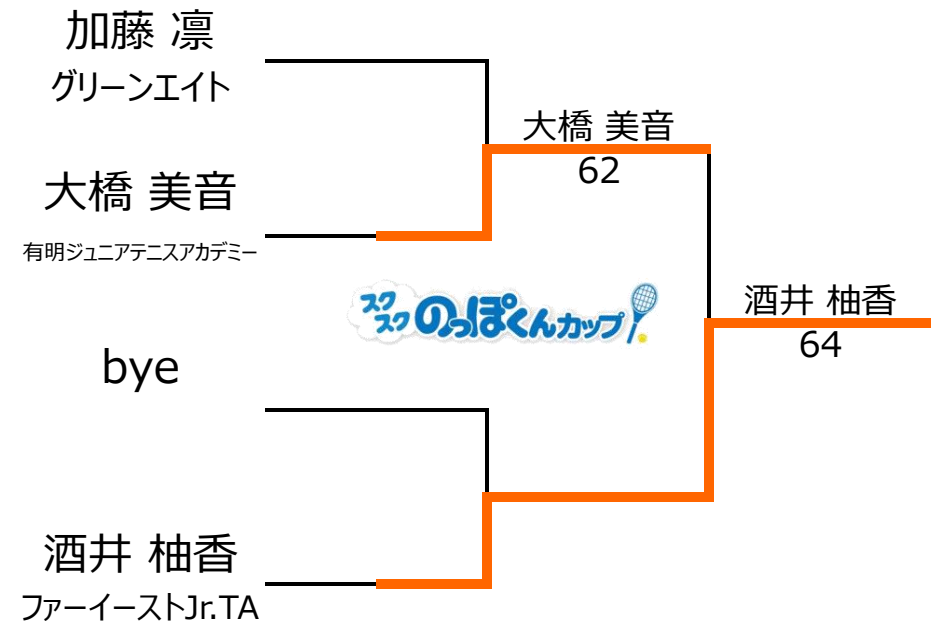 加藤 凛
グリーンエイト
大橋 美音
62
大橋 美音
有明ジュニアテニスアカデミー
スク
スク のっぽくんカップ!
酒井 柚香
64
bye
酒井 柚香
ファーイーストJr.TA